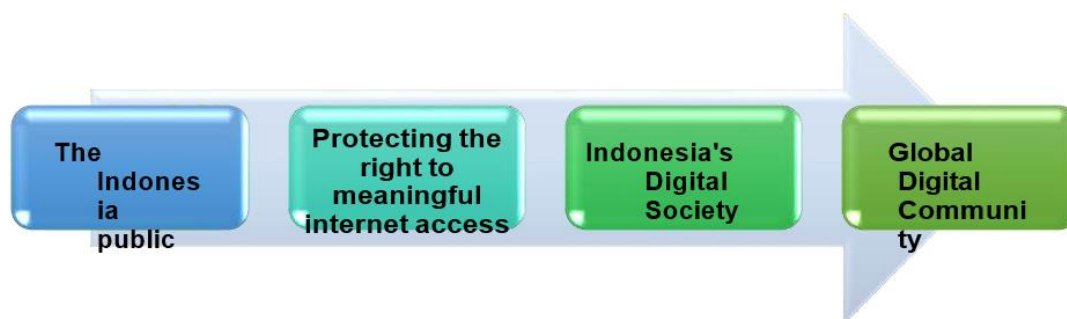 The
Indones
ia
public
Protecting the
right to
meaningful
internet access
Indonesia's
Digital
Society
Global
Digital
Communi
ty